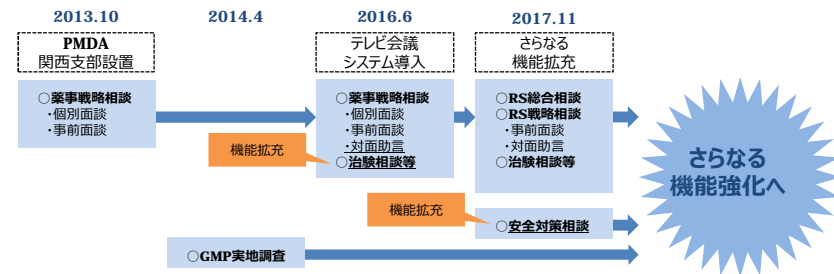 2013.10
2014.4
2016.6
2017.11
PMDA
関西支部設置
テレビ会議
システム導入
さらなる
機能拡充
○薬事戦略相談
・個別面談
・事前面談
○薬事戦略相談
・個別面談
・事前面談
・対面助言
○治験相談等
○RS総合相談
○RS戦略相談
・事前面談
・対面助言
○治験相談等
機能拡充
機能拡充
○安全対策相談
○GMP実地調査
さらなる
機能強化へ